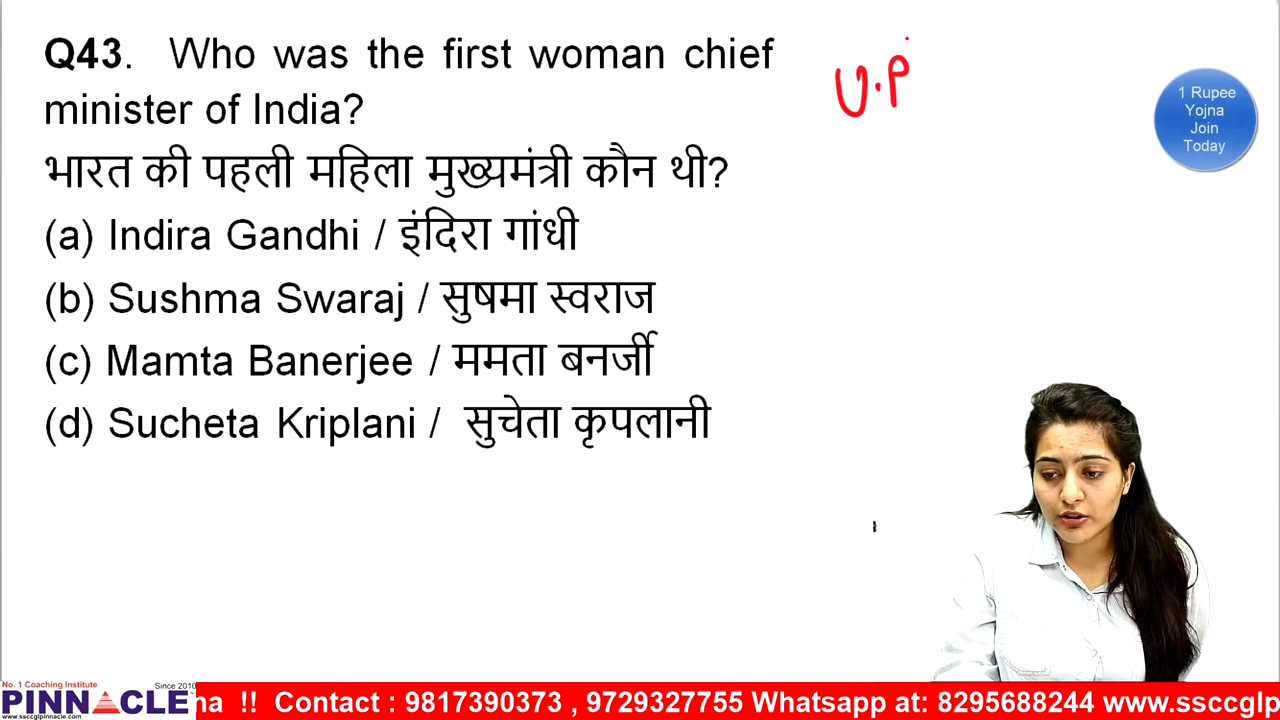 Q43. Who was the first woman chief
minister of India?
भारत की पहली महिला मुख्यमंत्री कौन थी?
(a) Indira Gandhi / इंदिरा गांधी
(b) Sushma Swaraj / सुषमा स्वराज
(c) Mamta Banerjee / ममता बनर्जी
(d) Sucheta Kriplani / सुचेता कृपलानी
U.P
1 Rupee
Yojna
Join
Today
No. 1 Coaching Institute
Since 2010
PINNACLE
www.ssccglpinnacle.com
na !! Contact : 9817390373 , 9729327755 Whatsapp at: 8295688244 www.ssccglp